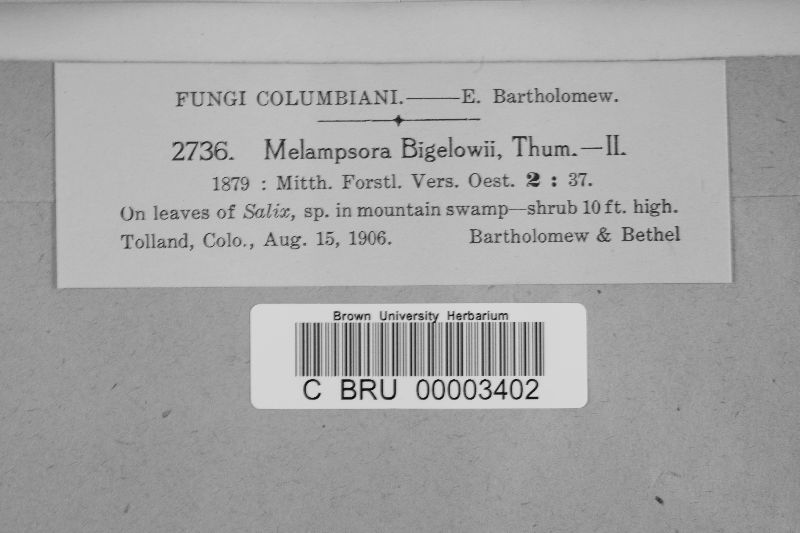 FUNGI COLUMBIANI.——E. Bartholomew.
2736. Melampsora Bigelowii, Thum.—II.
1879 : Mitth. Forstl. Vers. Oest. 2 : 37.
On leaves of Salix, sp. in mountain swamp—shrub 10 ft. high.
Tolland, Colo., Aug. 15, 1906. Bartholomew & Bethel
Brown University Herbarium
C BRU 00003402